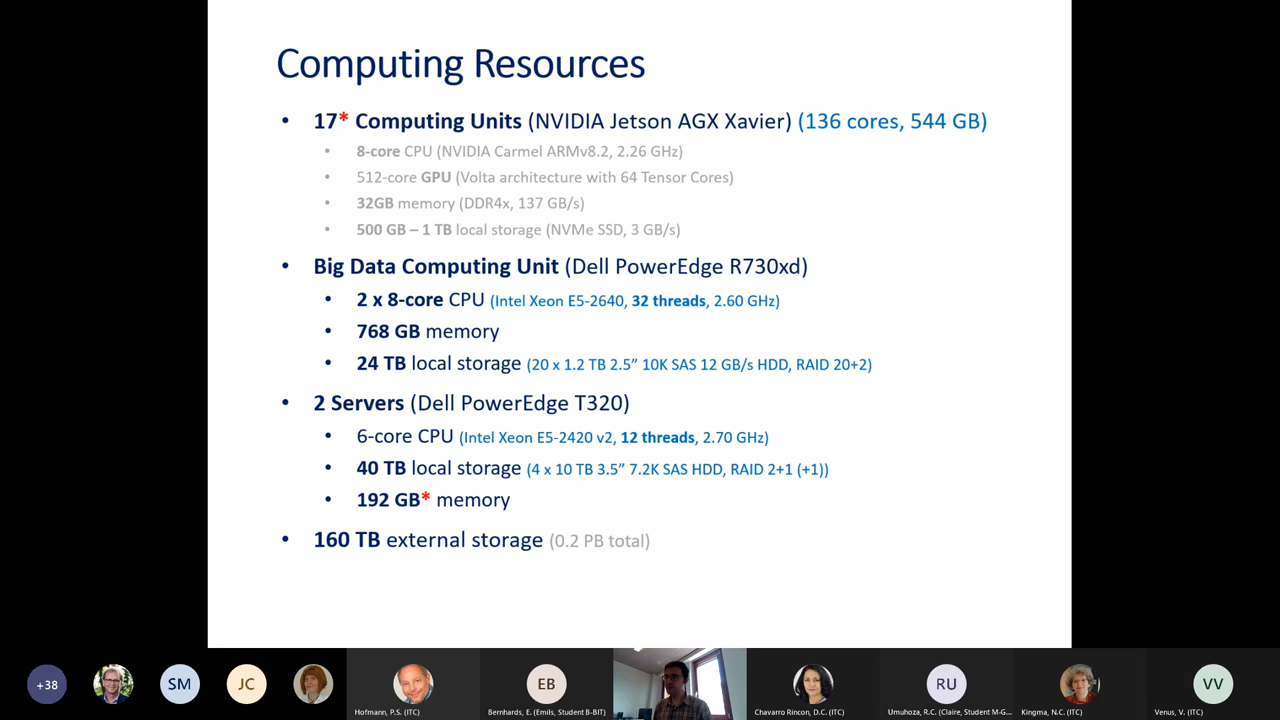 Computing Resources
• 17* Computing Units (NVIDIA Jetson AGX Xavier) (136 cores, 544 GB)
• 8-core CPU (NVIDIA Carmel ARMv8.2, 2.26 GHz)
• 512-core GPU (Volta architecture with 64 Tensor Cores)
• 32GB memory (DDR4x, 137 GB/s)
• 500 GB – 1 TB local storage (NVMe SSD, 3 GB/s)
• Big Data Computing Unit (Dell PowerEdge R730xd)
• 2 x 8-core CPU (Intel Xeon E5-2640, 32 threads, 2.60 GHz)
• 768 GB memory
• 24 TB local storage (20 x 1.2 TB 2.5” 10K SAS 12 GB/s HDD, RAID 20+2)
• 2 Servers (Dell PowerEdge T320)
• 6-core CPU (Intel Xeon E5-2420 v2, 12 threads, 2.70 GHz)
• 40 TB local storage (4 x 10 TB 3.5” 7.2K SAS HDD, RAID 2+1 (+1))
• 192 GB* memory
• 160 TB external storage (0.2 PB total)
+38
SM
JC
EB
RU
VV
Hofmann, P.S. (ITC)
Bernhards, E. (Emils, Student B-BIT)
Chavarro Rincon, D.C. (ITC)
Umuhoza, R.C. (Claire, Student M-G...
Kingma, N.C. (ITC)
Venus, V. (ITC)